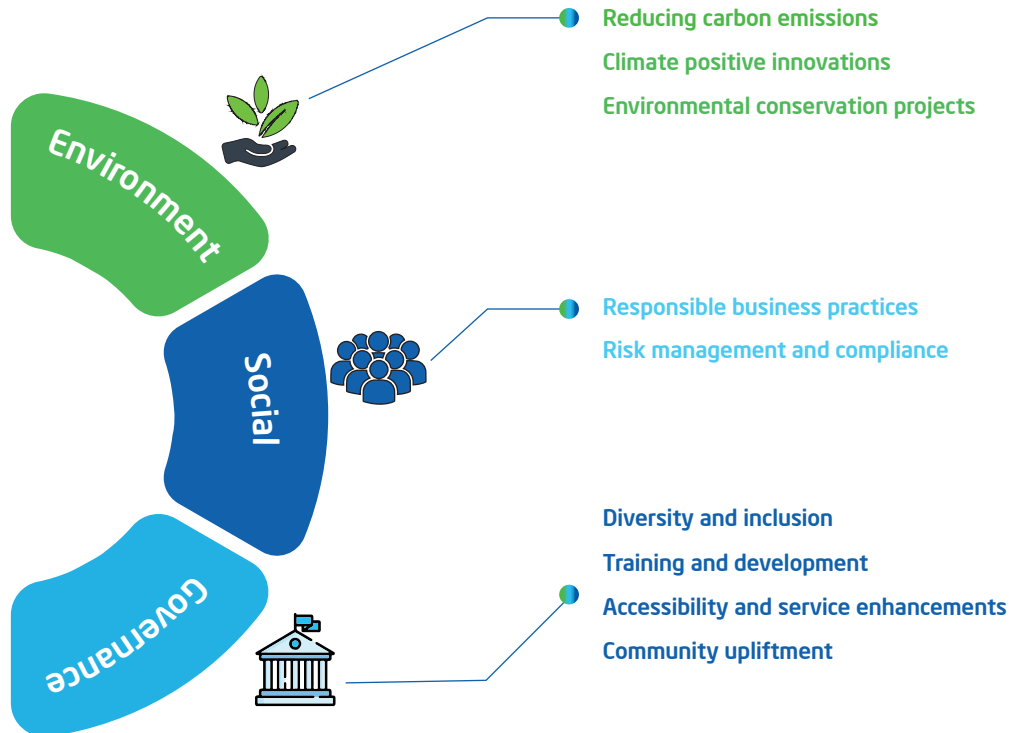 Environment
Reducing carbon emissions
Climate positive innovations
Environmental conservation projects
Social
Responsible business practices
Risk management and compliance
Governance
Diversity and inclusion
Training and development
Accessibility and service enhancements
Community upliftment